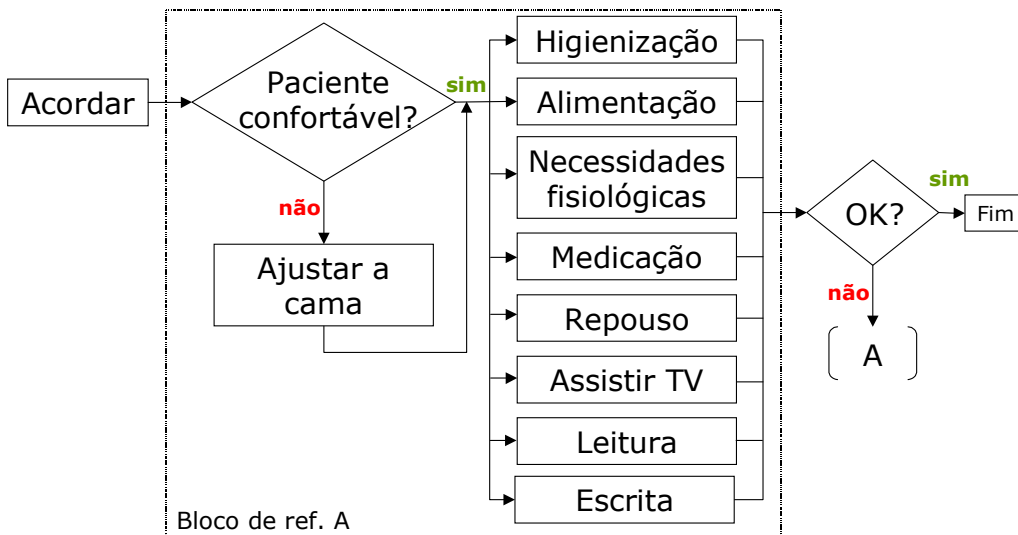 Acordar
Paciente
confortável?
sim
não
Ajustar a
cama
Higienização
Alimentação
Necessidades
fisiológicas
Medicação
Repouso
Assistir TV
Leitura
Escrita
Bloco de ref. A
OK?
sim
Fim
não
A